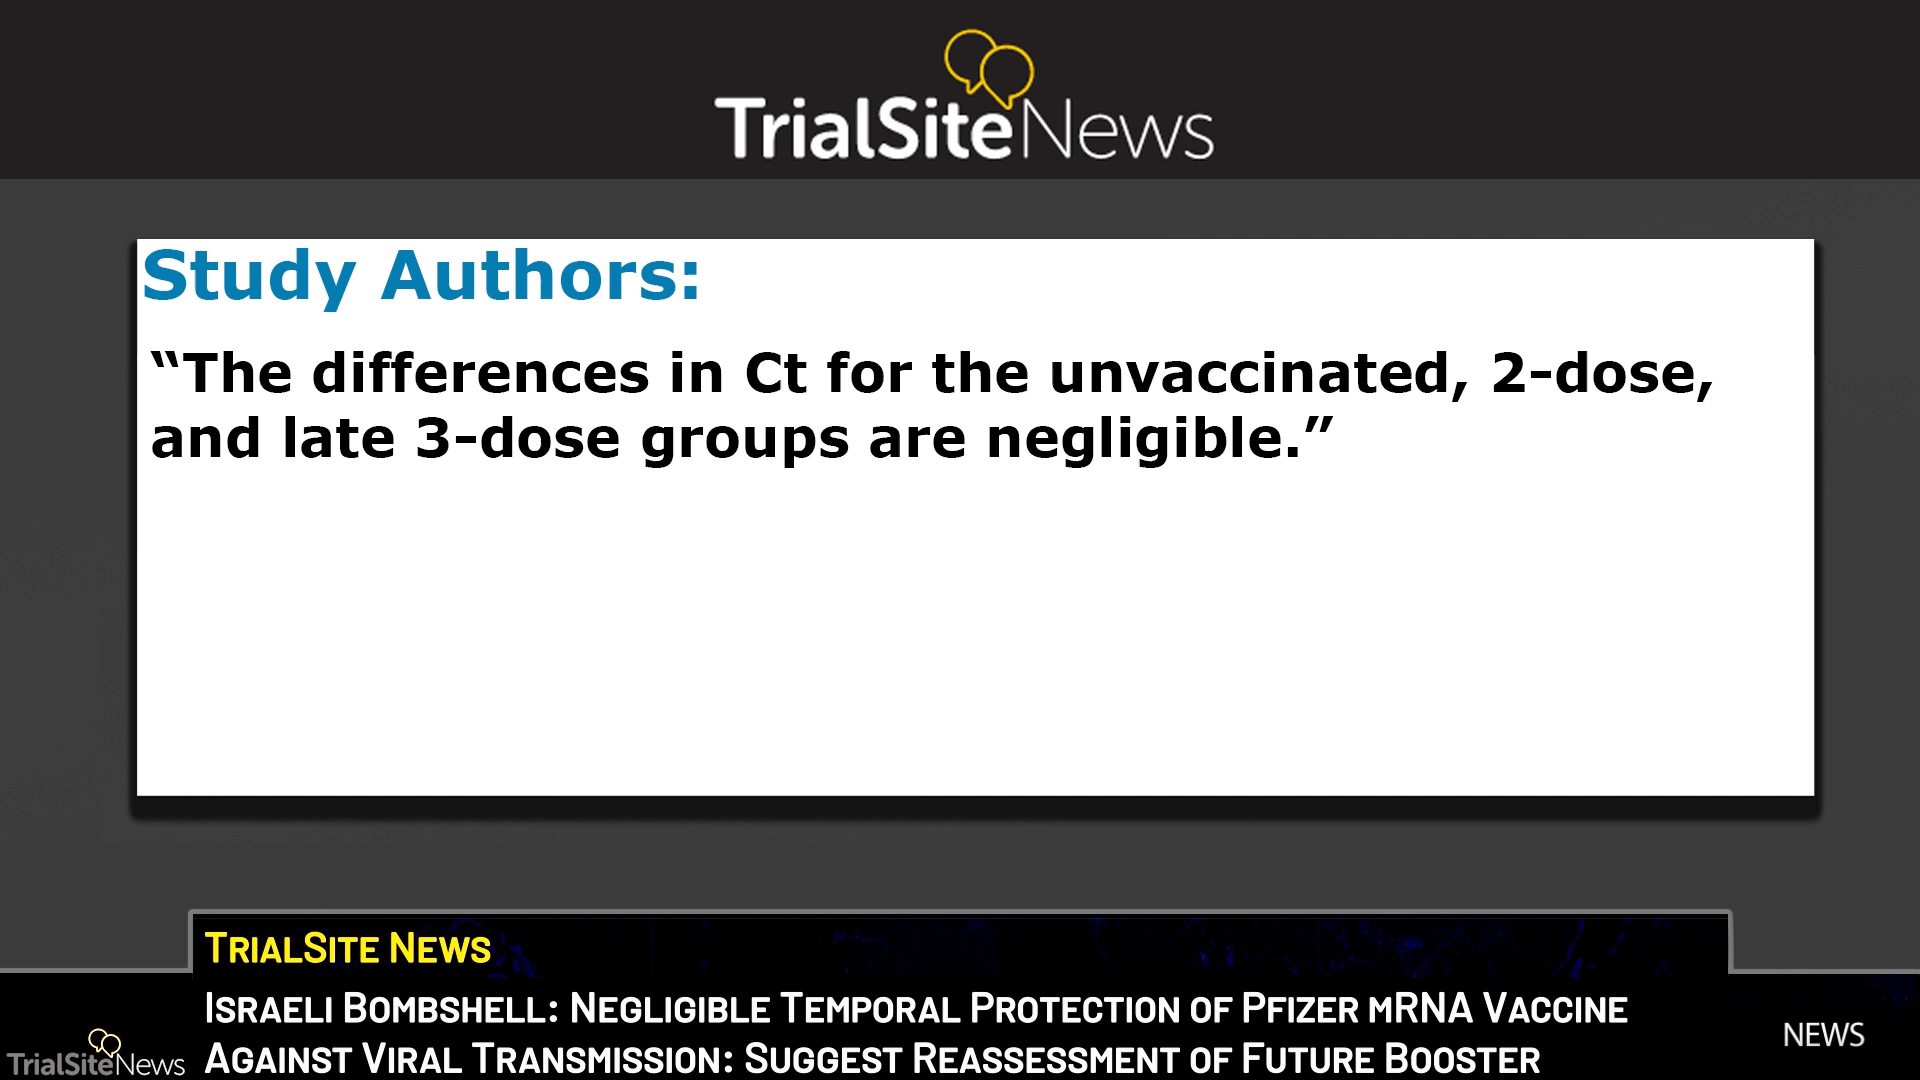 TrialSiteNews
Study Authors:
“The differences in Ct for the unvaccinated, 2-dose,
and late 3-dose groups are negligible.”
TrialSite News
Israeli Bombshell: Negligible Temporal Protection of Pfizer mRNA Vaccine
Against Viral Transmission: Suggest Reassessment of Future Booster
TrialSiteNews
NEWS